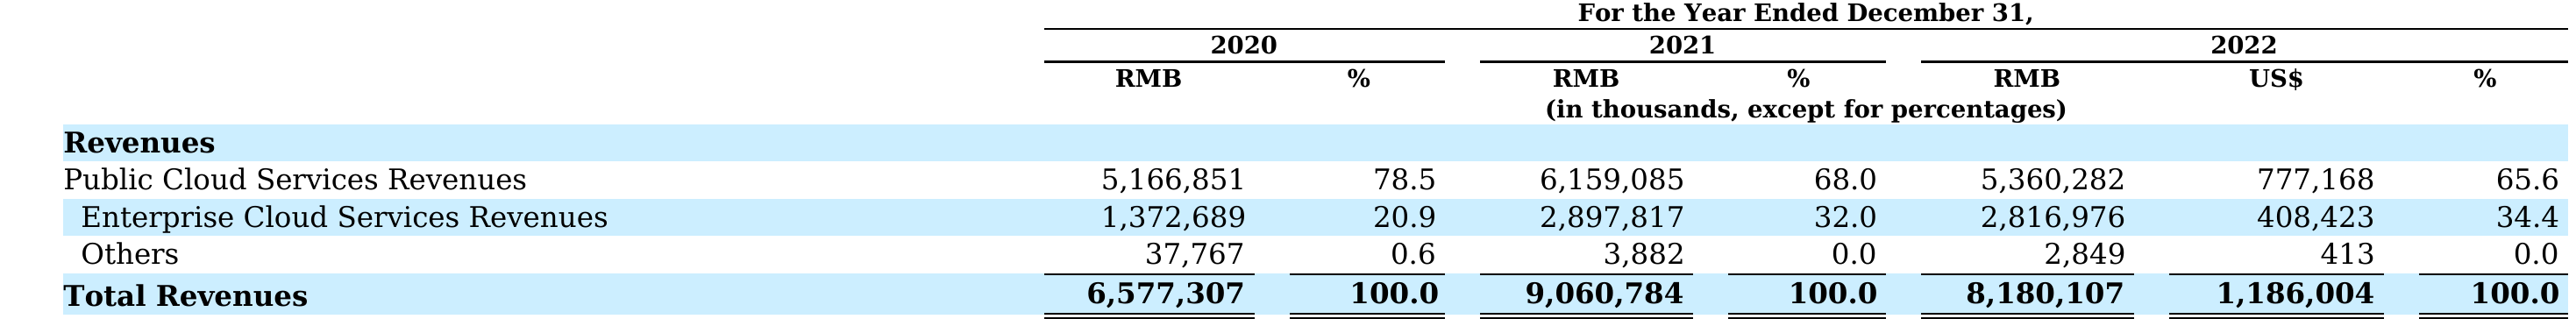 For the Year Ended December 31,
2020 2021 2022
RMB % RMB % RMB US$ %
(in thousands, except for percentages)
Revenues
Public Cloud Services Revenues 5,166,851 78.5 6,159,085 68.0 5,360,282 777,168 65.6
Enterprise Cloud Services Revenues 1,372,689 20.9 2,897,817 32.0 2,816,976 408,423 34.4
Others 37,767 0.6 3,882 0.0 2,849 413 0.0
Total Revenues 6,577,307 100.0 9,060,784 100.0 8,180,107 1,186,004 100.0